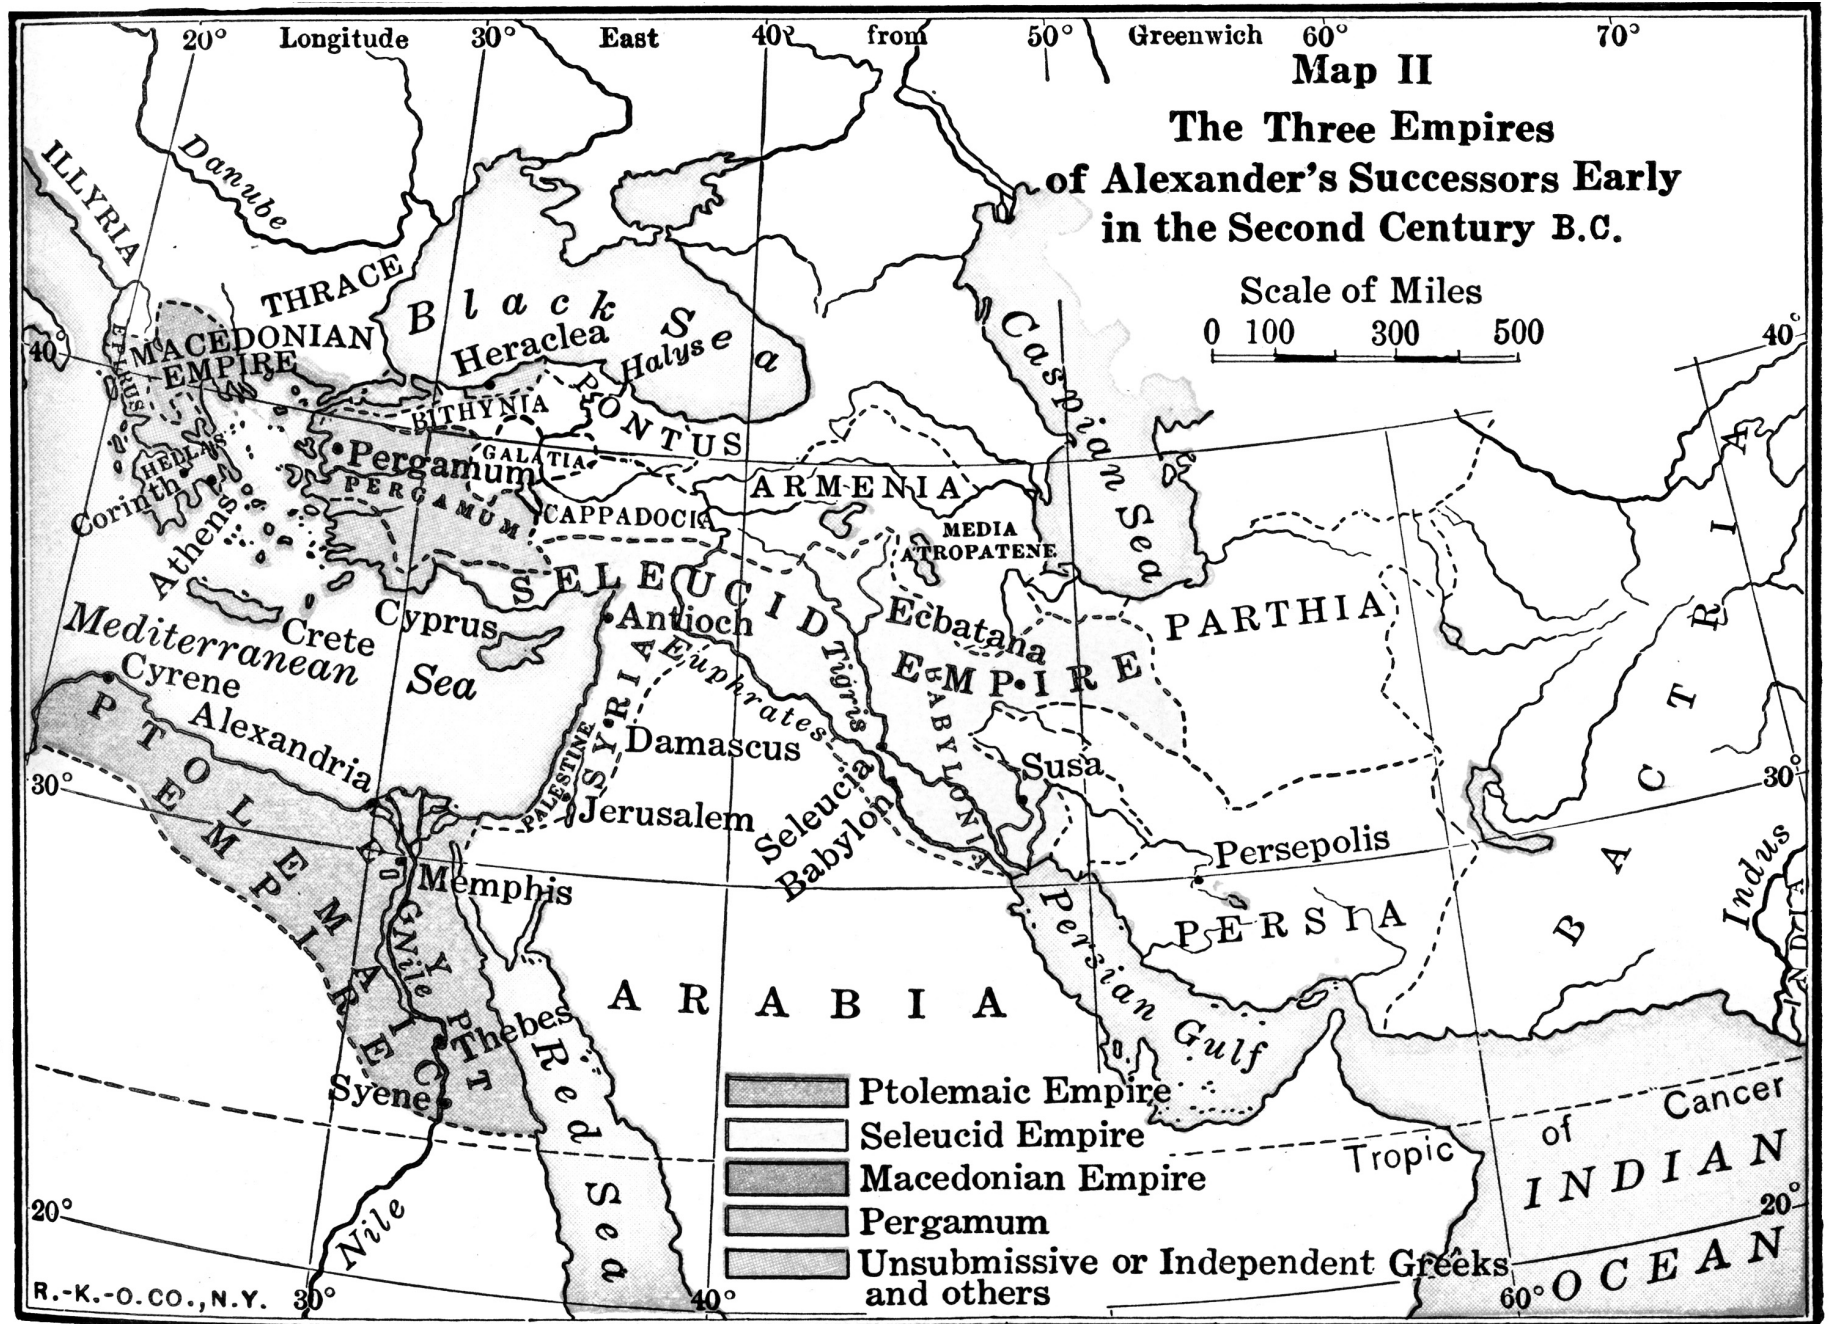 20° Longitude 30° East 40° from 50° Greenwich 60° 70°
Map II
The Three Empires
of Alexander's Successors Early
in the Second Century B.C.
Scale of Miles
0 100 300 500
ILLYRIA
Danube
THRACE
Black Sea
Caspian Sea
40°
40°
MACEDONIAN
EMPIRE
EPIRUS
Heraclea
Halys
PONTUS
BITHYNIA
GALATIA
Pergamum
PERGAMUM
HELLAS
Corinth
Athens
CAPPADOCIA
ARMENIA
MEDIA
ATROPATENE
SELEUCID
EMPIRE
PARTHIA
BACTRIA
Crete
Cyprus
Mediterranean
Sea
Antioch
SYRIA
Euphrates
Tigris
Ecbatana
BABYLONIA
Cyrene
Alexandria
PTOLEMAIC
EMPIRE
Damascus
PALESTINE
Jerusalem
Seleucia
Babylon
Susa
Persepolis
PERSIA
30°
30°
Indus
INDIA
EGYPT
Memphis
Nile
Thebes
Syene
ARABIA
Red Sea
Persian Gulf
Ptolemaic Empire
Seleucid Empire
Macedonian Empire
Pergamum
Unsubmissive or Independent Greeks
and others
Tropic of Cancer
INDIAN
OCEAN
20°
20°
Nile
R.-K.-O.CO., N.Y.
30°
40°
60°